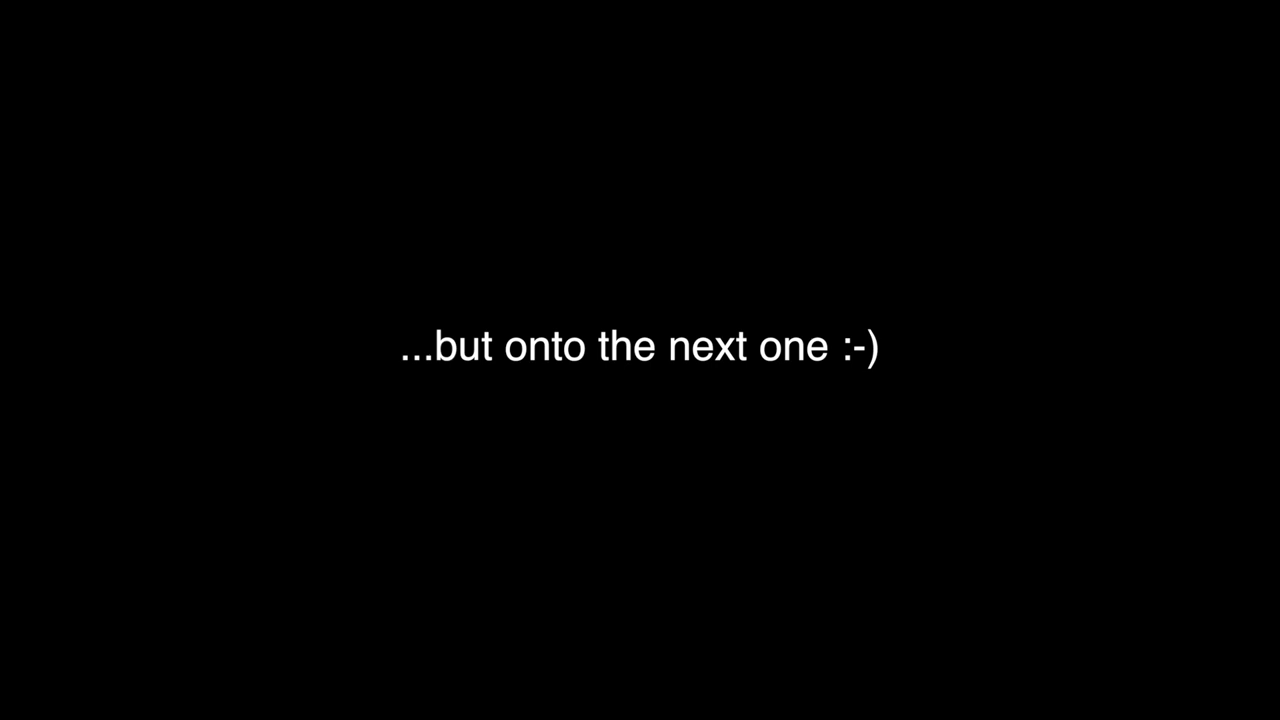 ...but onto the next one :-)